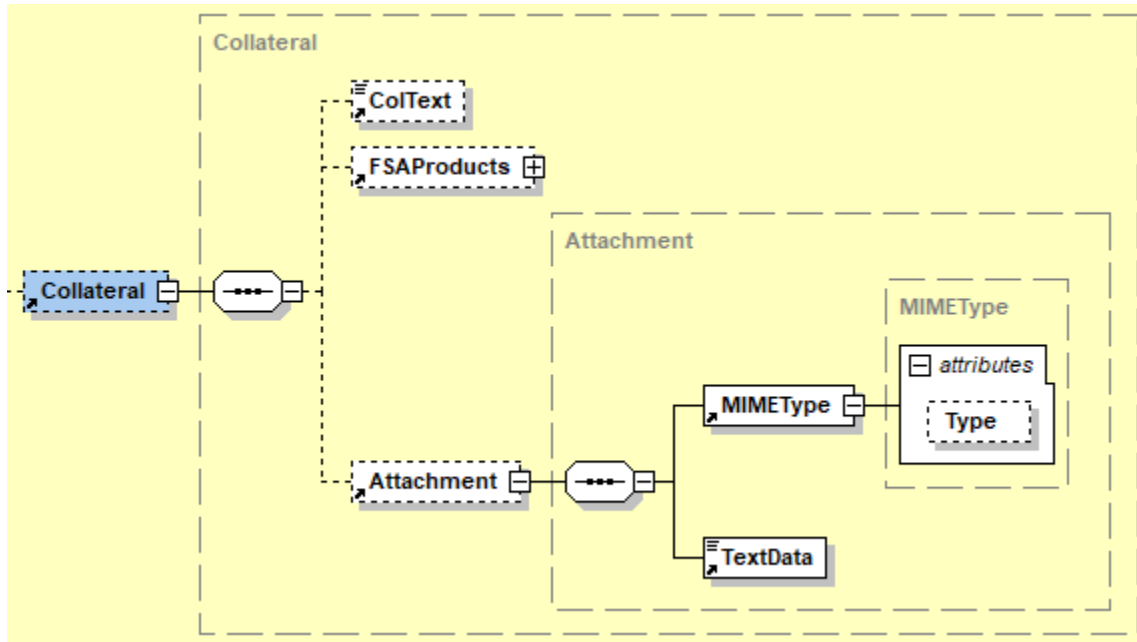 Collateral
ColText
FSAProducts
Attachment
Collateral
MIMEType
attributes
MIMEType
Type
Attachment
TextData